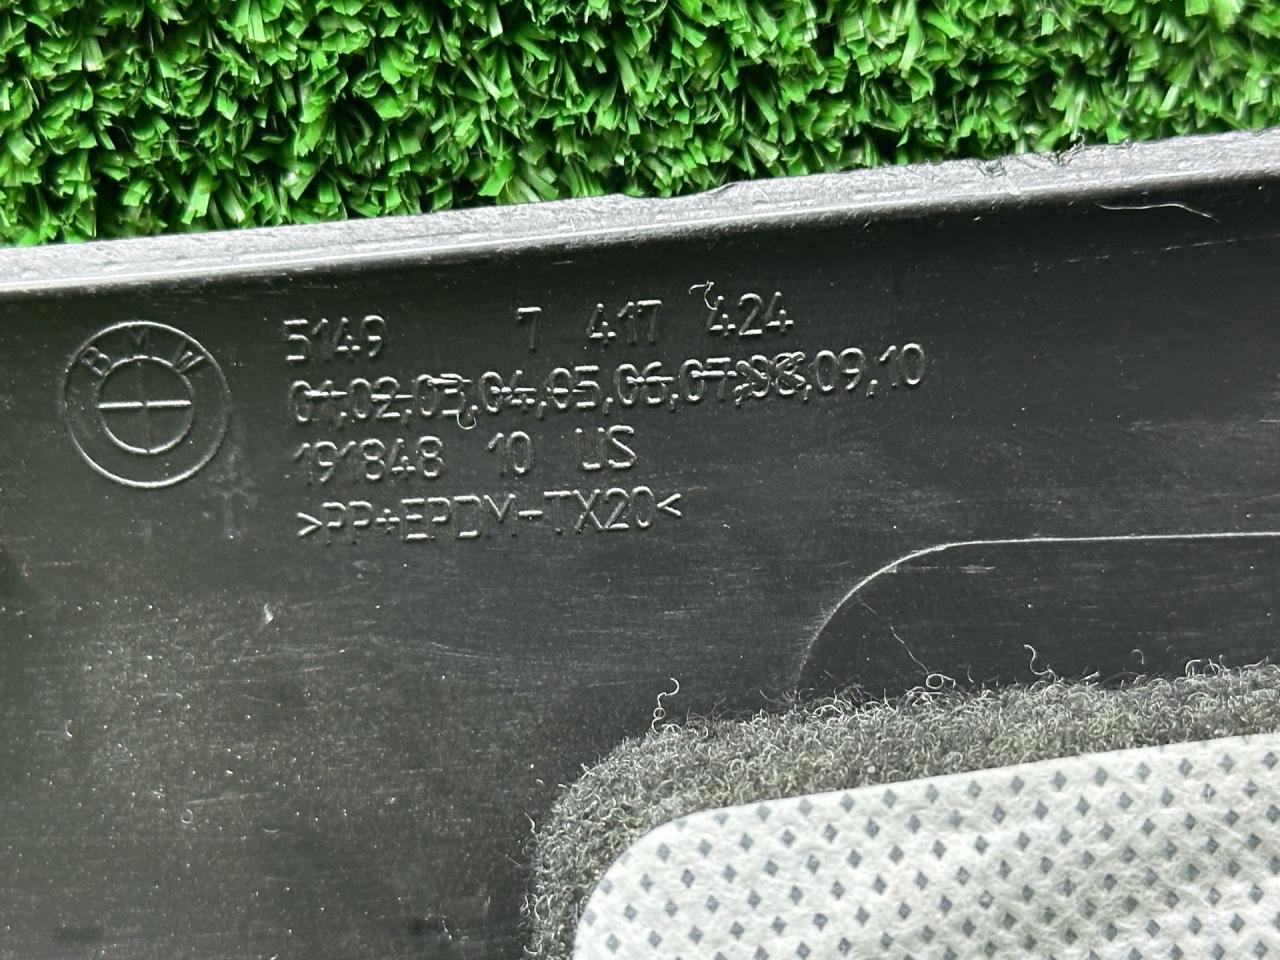 BMW
5149 7 417 424
01,02,03,04,05,06,07,08,09,10
191848 10 US
>PP+EPDM-TX20<